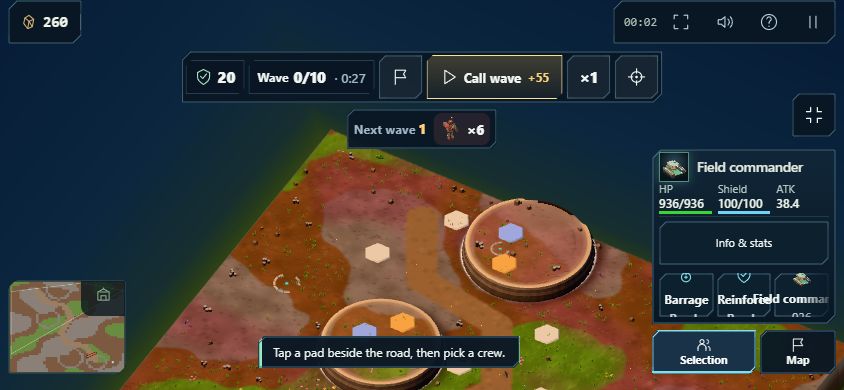 260
00:02
20
Wave 0/10 · 0:27
Call wave +55
×1
Next wave 1
×6
Field commander
HP
Shield
ATK
936/936
100/100
38.4
Info & stats
Barrage
Reinforce
Field comman
Tap a pad beside the road, then pick a crew.
Selection
Map